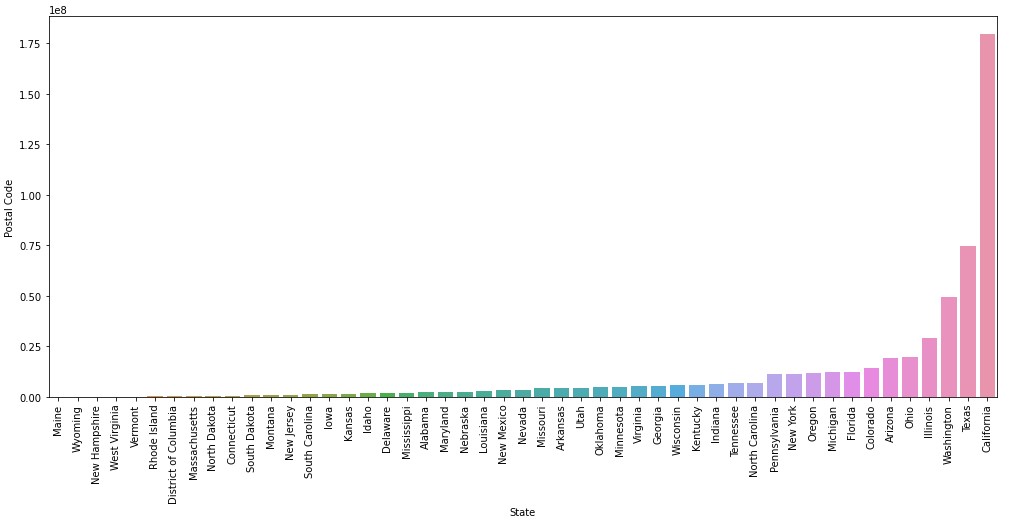 1e8
1.75
1.50
1.25
1.00
0.75
0.50
0.25
0.00
Postal Code
Maine
Wyoming
New Hampshire
West Virginia
Vermont
Rhode Island
District of Columbia
Massachusetts
North Dakota
Connecticut
South Dakota
Montana
New Jersey
South Carolina
Iowa
Kansas
Idaho
Delaware
Mississippi
Alabama
Maryland
Nebraska
Louisiana
New Mexico
Nevada
Missouri
Arkansas
Utah
Oklahoma
Minnesota
Virginia
Georgia
Wisconsin
Kentucky
Indiana
Tennessee
North Carolina
Pennsylvania
New York
Oregon
Michigan
Florida
Colorado
Arizona
Ohio
Illinois
Washington
Texas
California
State